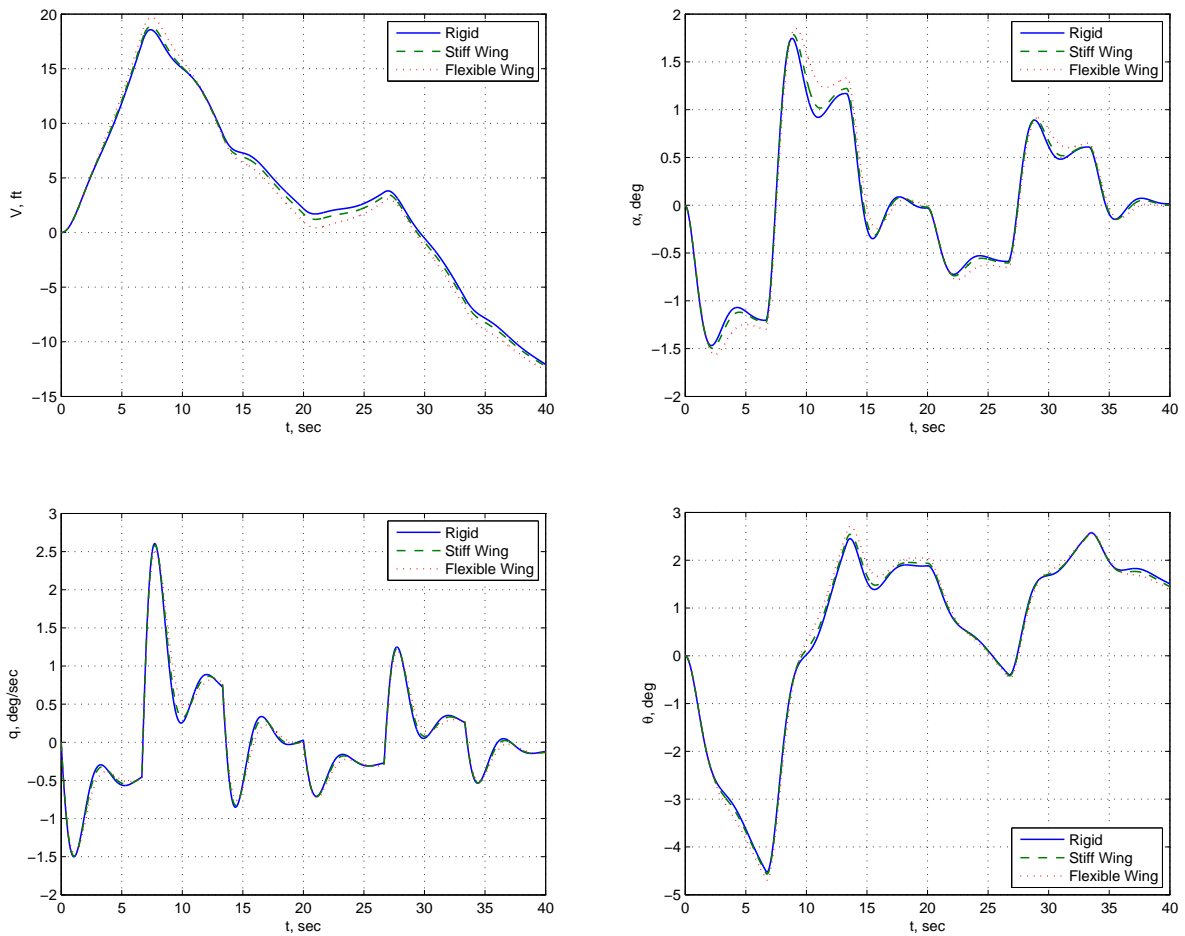 20
15
10
5
0
−5
−10
−15
V, ft
0 5 10 15 20 25 30 35 40
t, sec
Rigid
Stiff Wing
Flexible Wing
2
1.5
1
0.5
0
−0.5
−1
−1.5
−2
α, deg
0 5 10 15 20 25 30 35 40
t, sec
Rigid
Stiff Wing
Flexible Wing
3
2.5
2
1.5
1
0.5
0
−0.5
−1
−1.5
−2
q, deg/sec
0 5 10 15 20 25 30 35 40
t, sec
Rigid
Stiff Wing
Flexible Wing
3
2
1
0
−1
−2
−3
−4
−5
θ, deg
0 5 10 15 20 25 30 35 40
t, sec
Rigid
Stiff Wing
Flexible Wing